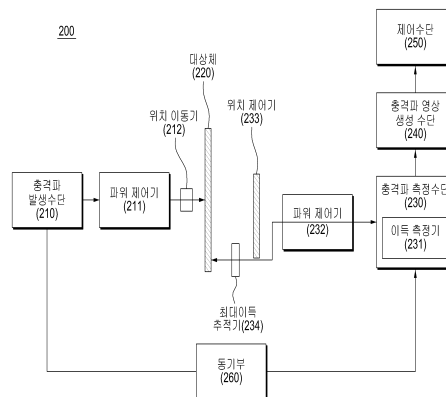 200
제어수단
(250)
대상체
(220)
위치 제어기
(233)
위치 이동기
(212)
충격파 영상
생성 수단
(240)
충격파
발생수단
(210)
파워 제어기
(211)
파워 제어기
(232)
충격파 측정수단
(230)
이득 측정기
(231)
최대이득
추적기(234)
동기부
(260)